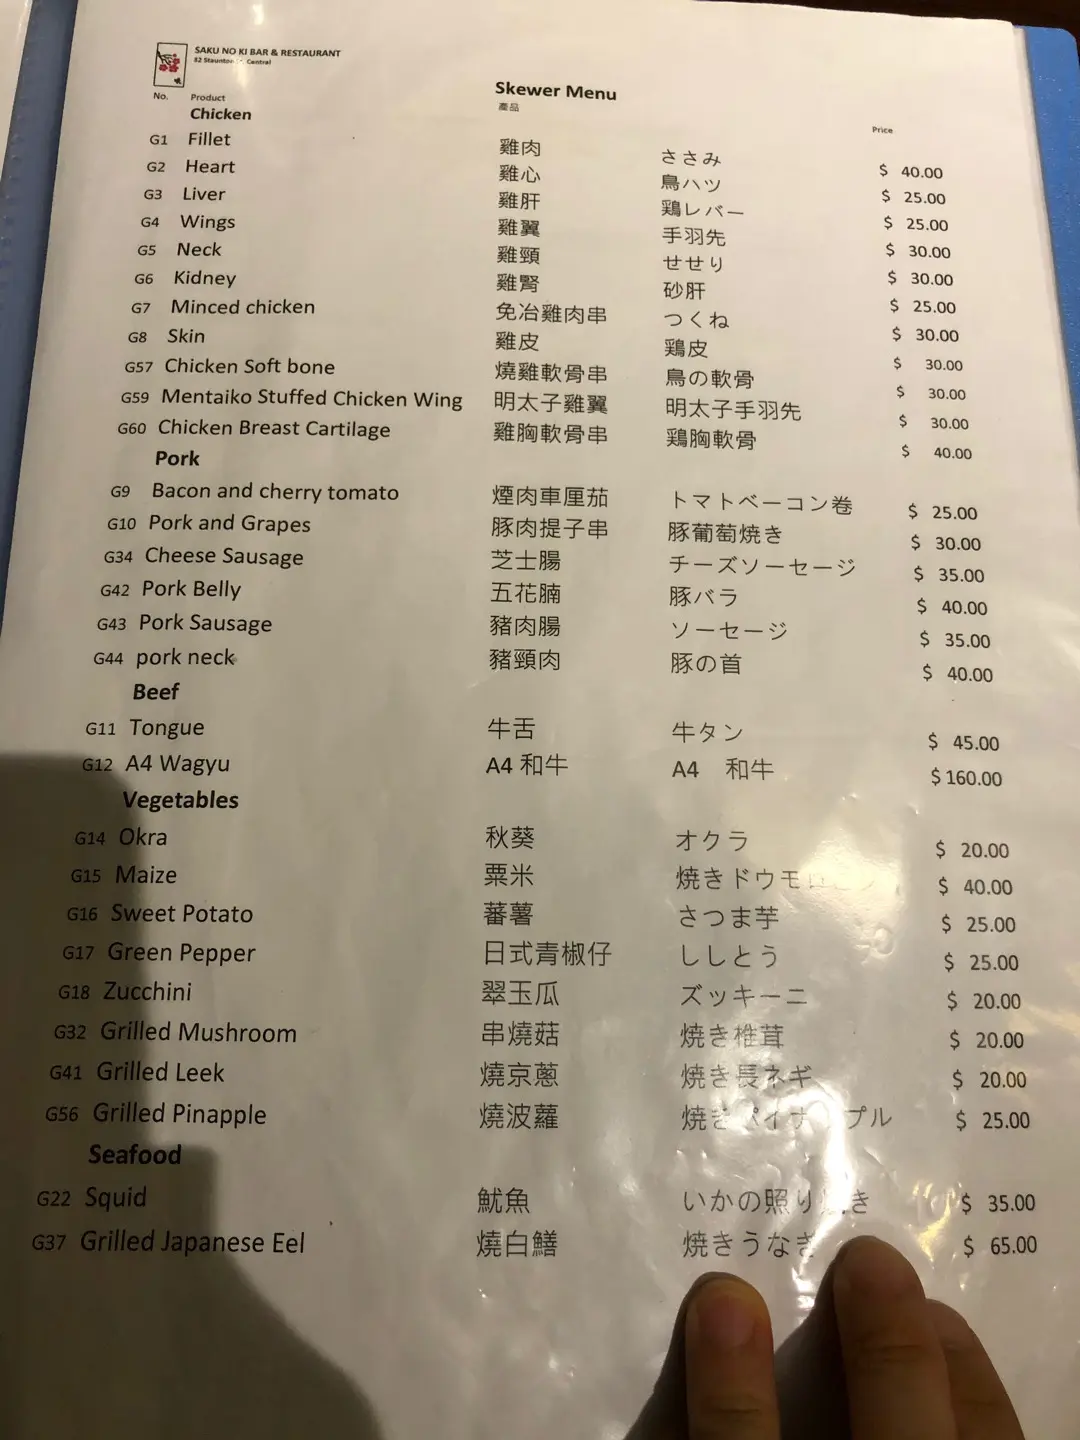 SAKU NO KI BAR & RESTAURANT
Central
Skewer Menu
No. Product 產品 Price
Chicken
G1 Fillet 雞肉 ささみ $ 40.00
G2 Heart 雞心 鳥ハツ $ 25.00
G3 Liver 雞肝 鶏レバー $ 25.00
G4 Wings 雞翼 手羽先 $ 30.00
G5 Neck 雞頸 せせり $ 30.00
G6 Kidney 雞腎 砂肝 $ 25.00
G7 Minced chicken 免冶雞肉串 つくね $ 30.00
G8 Skin 雞皮 鶏皮 $ 30.00
G57 Chicken Soft bone 燒雞軟骨串 鳥の軟骨 $ 30.00
G59 Mentaiko Stuffed Chicken Wing 明太子雞翼 明太子手羽先 $ 30.00
G60 Chicken Breast Cartilage 雞胸軟骨串 鶏胸軟骨 $ 40.00
Pork
G9 Bacon and cherry tomato 煙肉車厘茄 トマトベーコン巻 $ 25.00
G10 Pork and Grapes 豚肉提子串 豚葡萄焼き $ 30.00
G34 Cheese Sausage 芝士腸 チーズソーセージ $ 35.00
G42 Pork Belly 五花腩 豚バラ $ 40.00
G43 Pork Sausage 豬肉腸 ソーセージ $ 35.00
G44 pork neck 豬頸肉 豚の首 $ 40.00
Beef
G11 Tongue 牛舌 牛タン $ 45.00
G12 A4 Wagyu A4 和牛 A4 和牛 $ 160.00
Vegetables
G14 Okra 秋葵 オクラ $ 20.00
G15 Maize 粟米 $ 40.00
G16 Sweet Potato 蕃薯 さつま芋 $ 25.00
G17 Green Pepper 日式青椒仔 ししとう $ 25.00
G18 Zucchini 翠玉瓜 ズッキーニ $ 20.00
G32 Grilled Mushroom 串燒菇 焼き椎茸 $ 20.00
G41 Grilled Leek 燒京蔥 焼き長ネギ $ 20.00
G56 Grilled Pinapple 燒波蘿 $ 25.00
Seafood
G22 Squid 魷魚 $ 35.00
G37 Grilled Japanese Eel 燒白鱔 焼きうなぎ $ 65.00